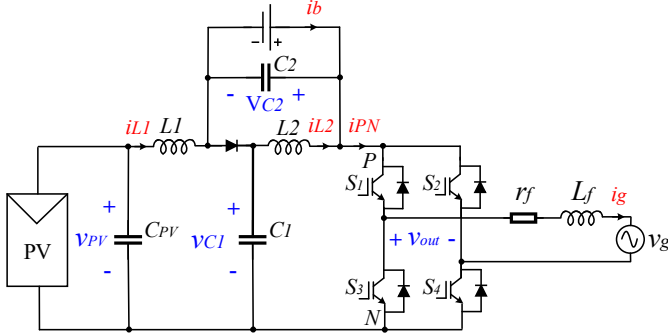 ib
- +
C2
- VC2 +
iL1 L1 L2 iL2 iPN
P
S1 S2
rf Lf ig
+ + + vout - vg
PV vPV CPV vC1 C1
- -
S3 S4
N